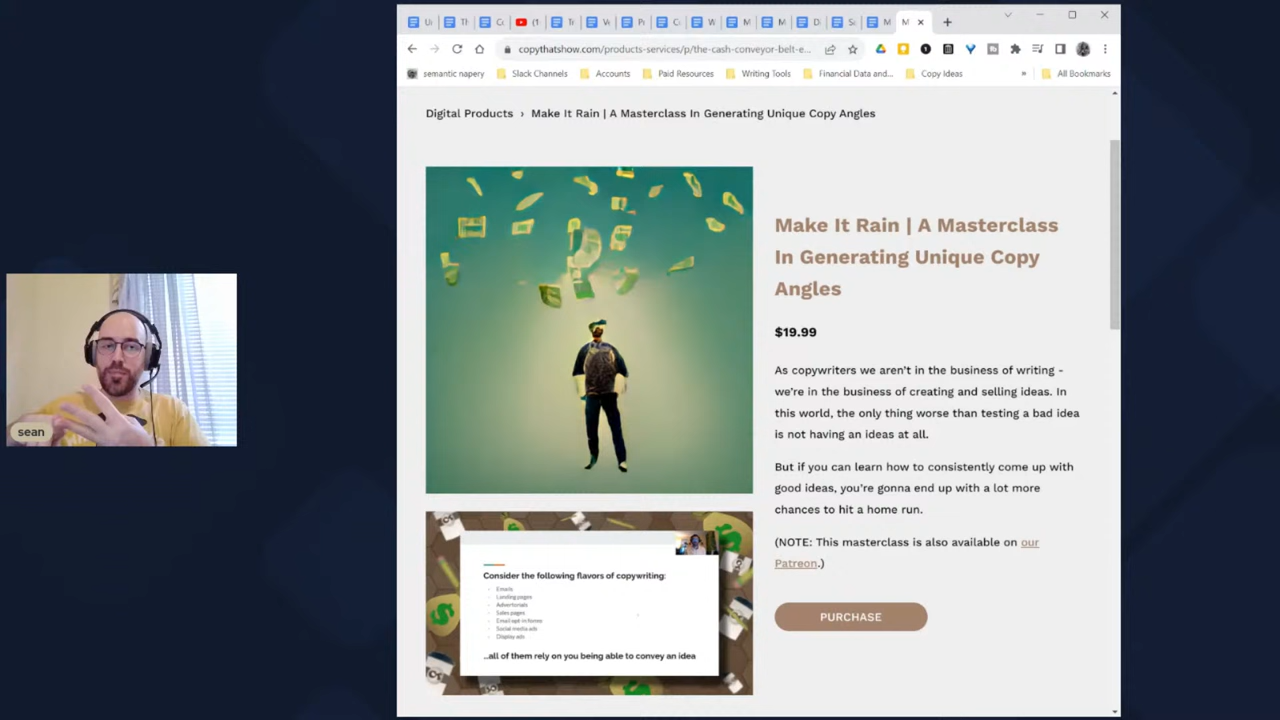 copythatshow.com/products-services/p/the-cash-conveyor-belt-e...
semantic napery
Slack Channels
Accounts
Paid Resources
Writing Tools
Financial Data and...
Copy Ideas
»
All Bookmarks
Digital Products › Make It Rain | A Masterclass In Generating Unique Copy Angles
Make It Rain | A Masterclass
In Generating Unique Copy
Angles
$19.99
As copywriters we aren't in the business of writing -
we're in the business of creating and selling ideas. In
this world, the only thing worse than testing a bad idea
is not having an ideas at all.
But if you can learn how to consistently come up with
good ideas, you're gonna end up with a lot more
chances to hit a home run.
(NOTE: This masterclass is also available on our
Patreon.)
PURCHASE
Consider the following flavors of copywriting:
- Emails
- Landing pages
- Advertorials
- Sales pages
- Email opt-in forms
- Social media ads
- Display ads
...all of them rely on you being able to convey an idea
sean